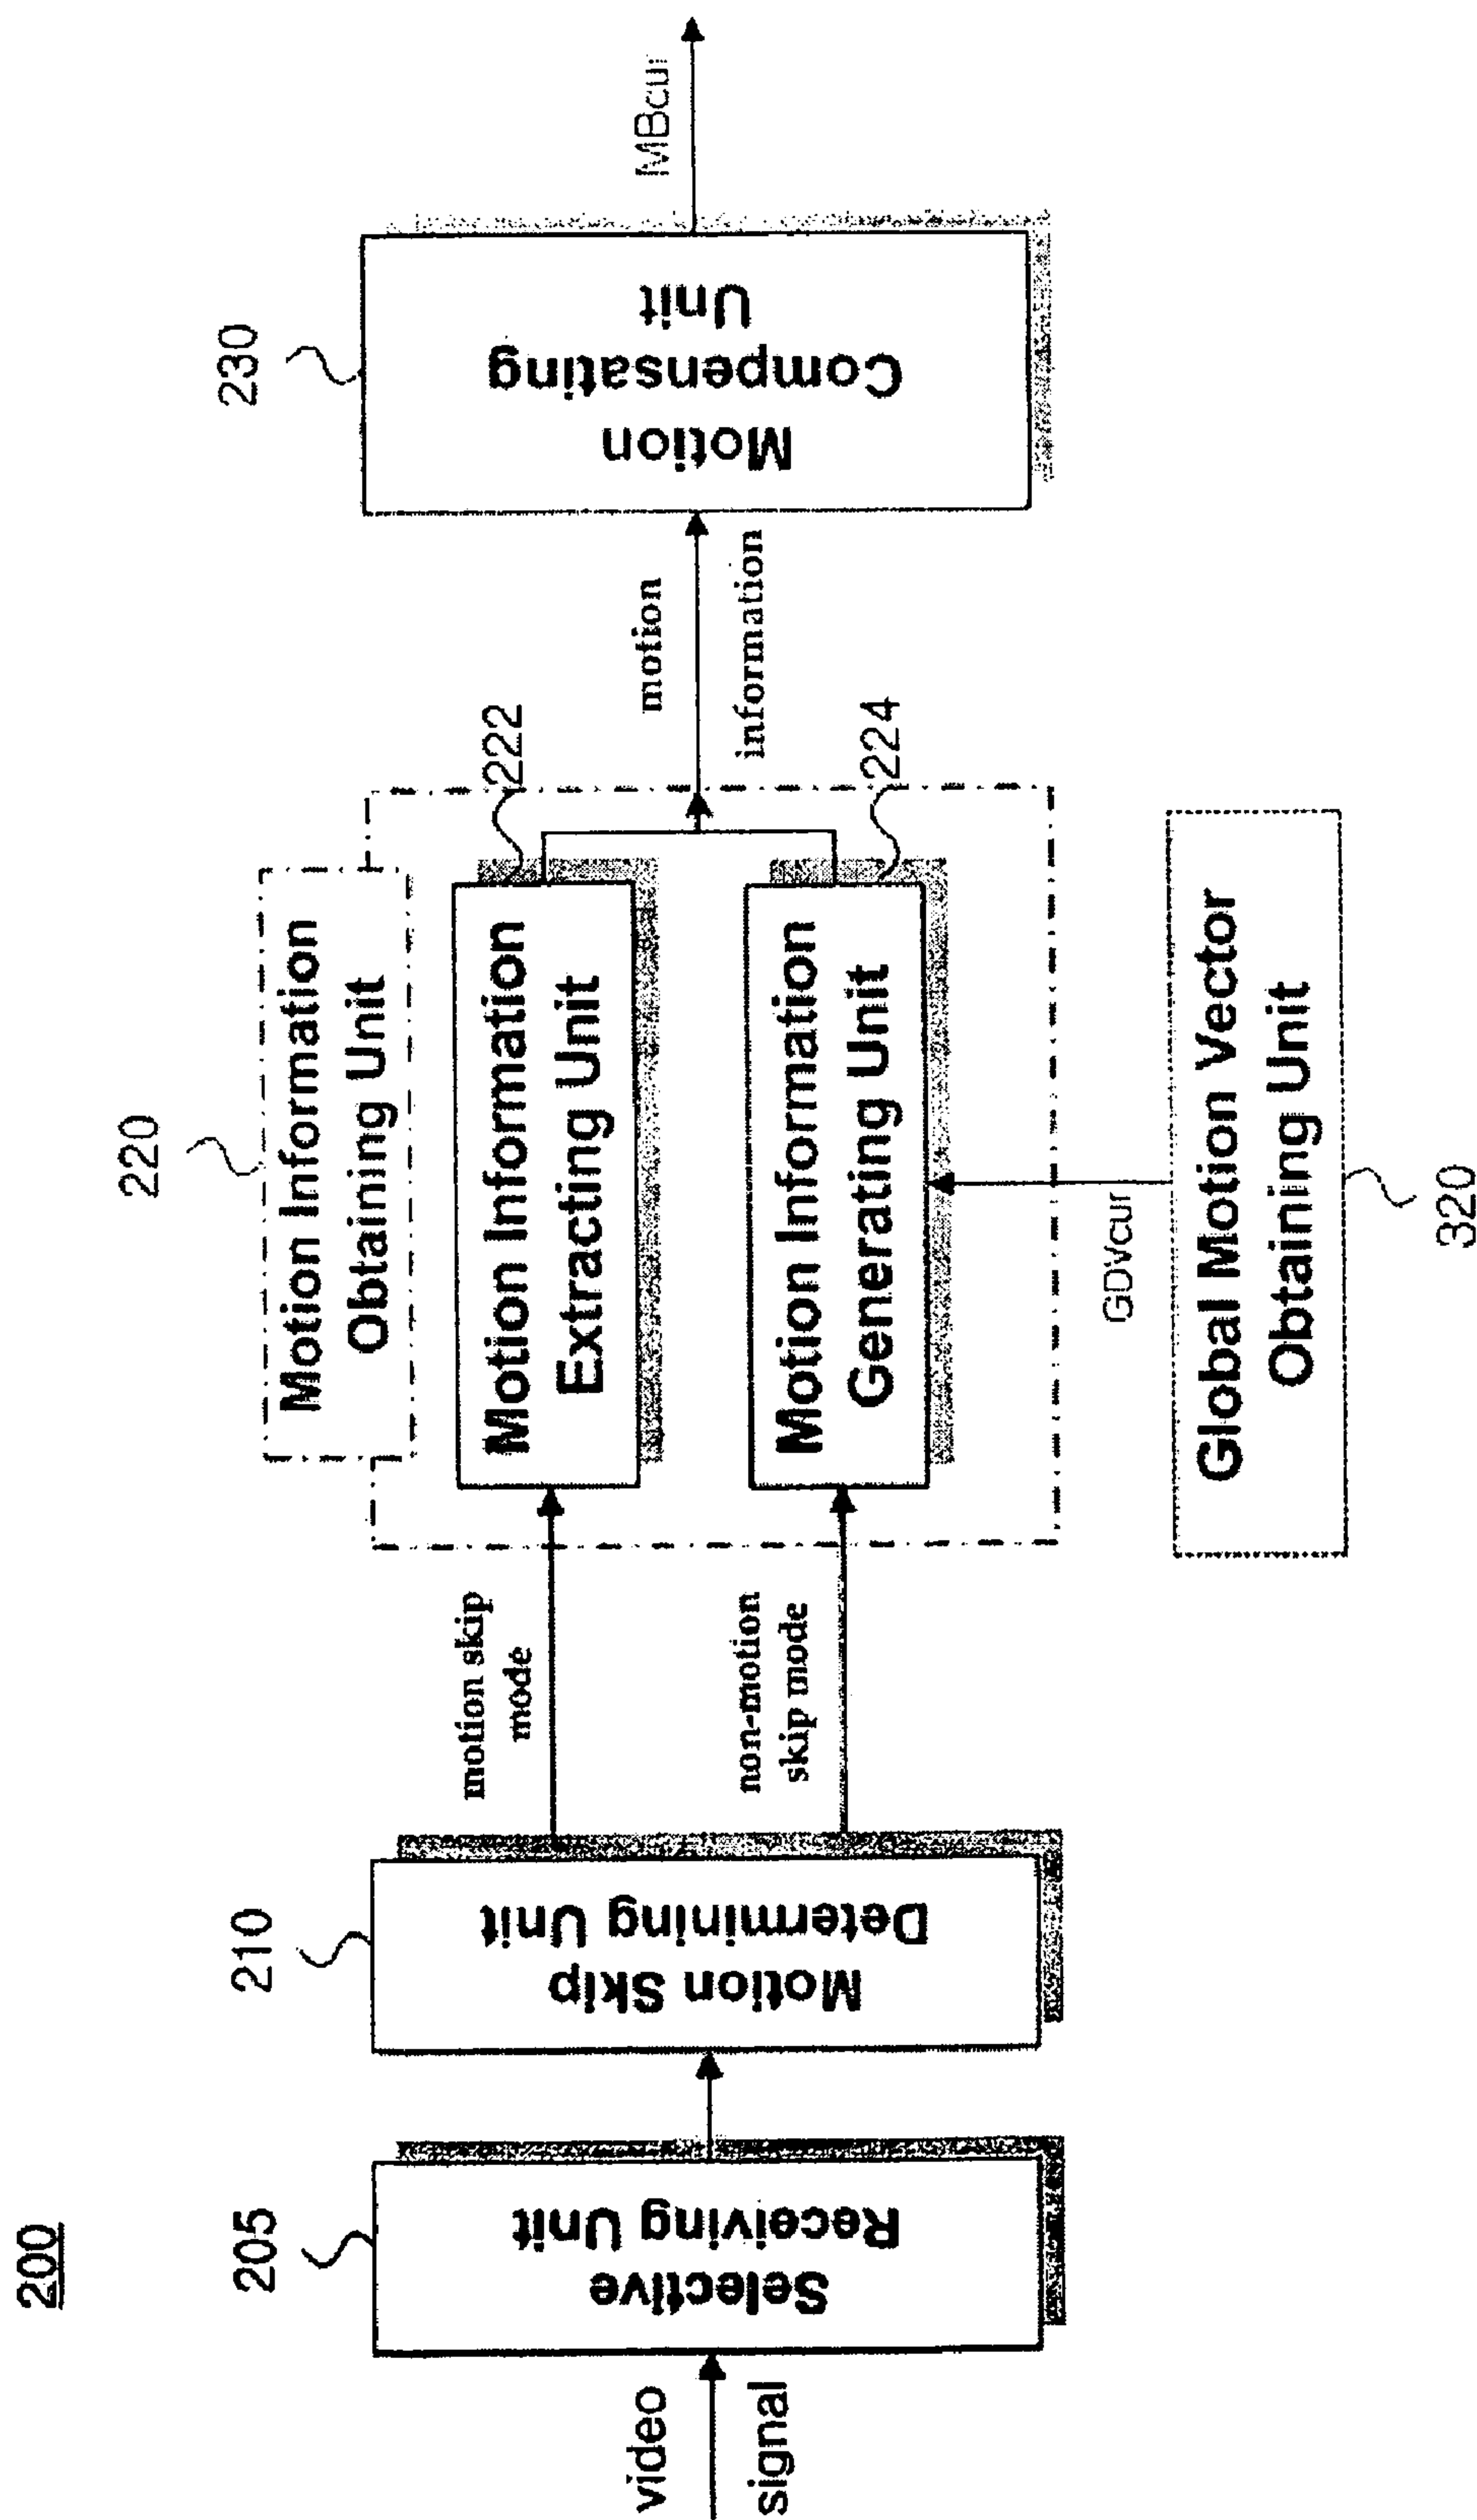 200
video
signal
205
Selective
Receiving Unit
210
Motion Skip
Determining Unit
motion skip
mode
non-motion
skip mode
220
Motion Information
Obtaining Unit
Motion Information
Extracting Unit
222
Motion Information
Generating Unit
224
GDVcur
Global Motion Vector
Obtaining Unit
320
motion
information
230
Motion
Compensating
Unit
MBcur